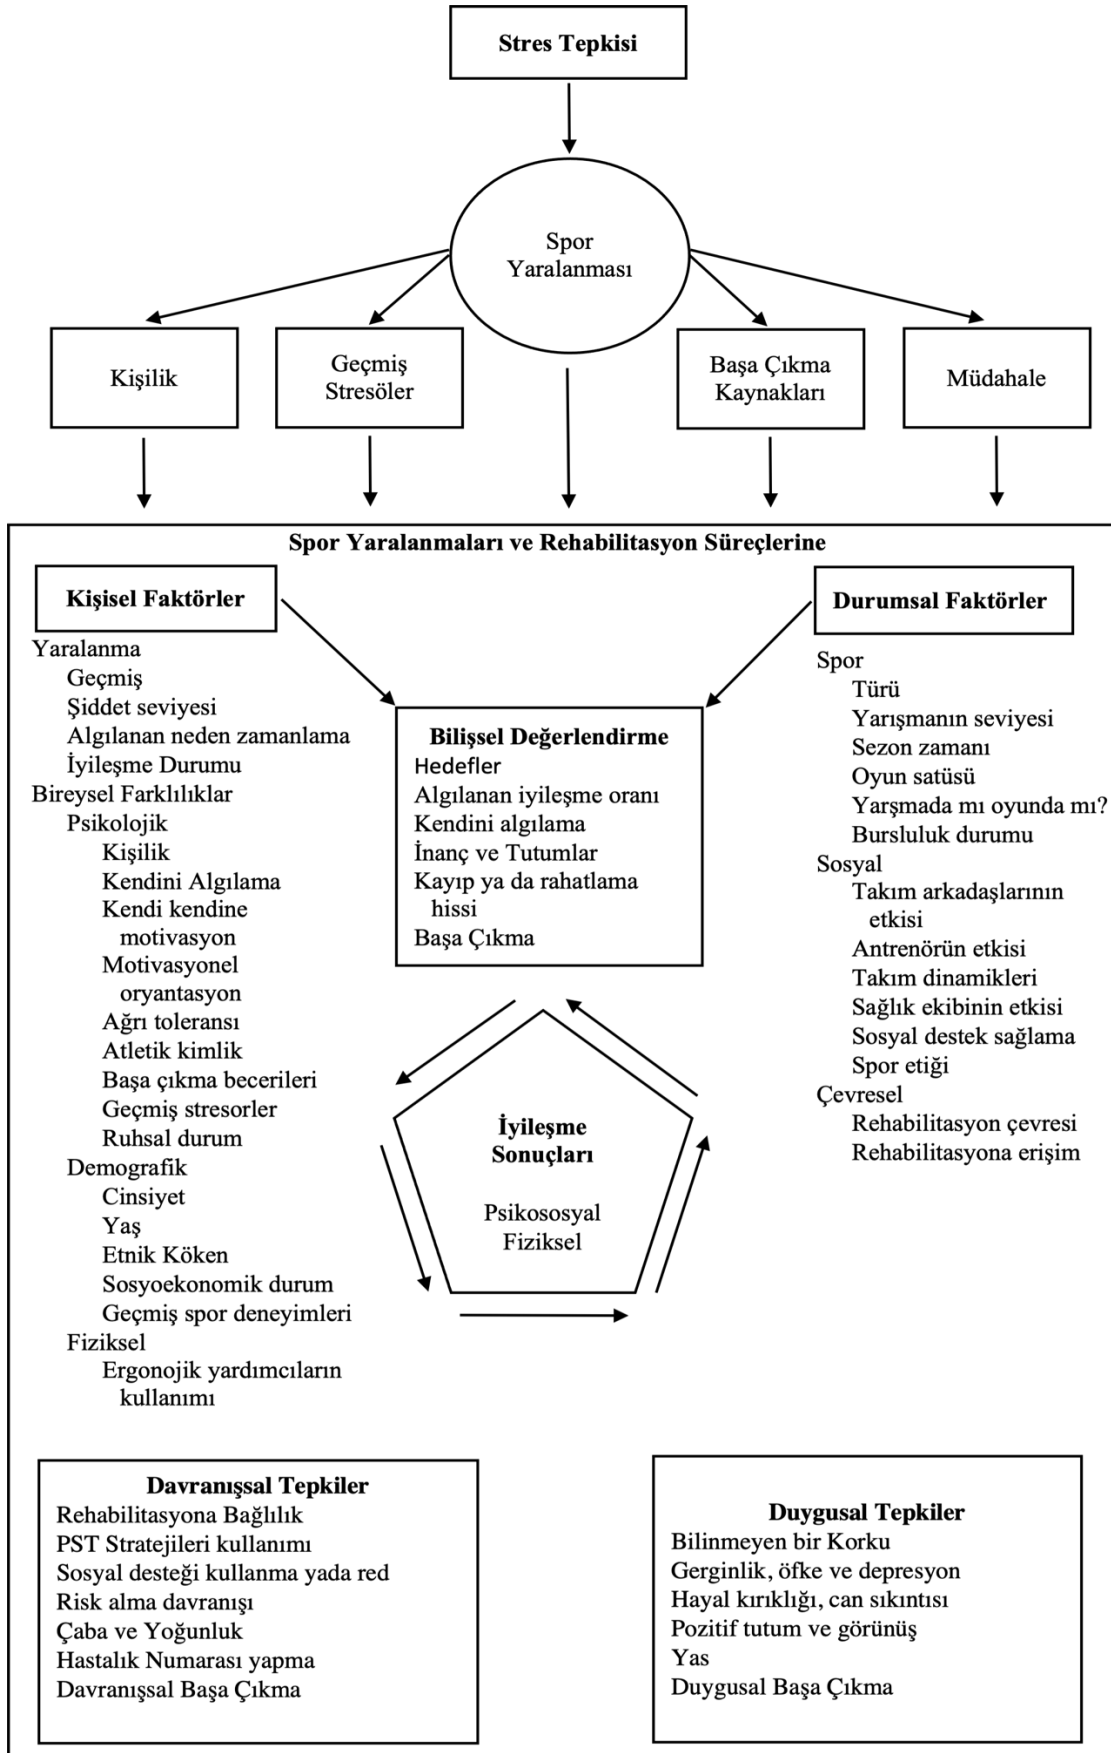 Stres Tepkisi
Spor
Yaralanması
Kişilik
Geçmiş
Stresöler
Başa Çıkma
Kaynakları
Müdahale
Spor Yaralanmaları ve Rehabilitasyon Süreçlerine
Kişisel Faktörler
Yaralanma
Geçmiş
Şiddet seviyesi
Algılanan neden zamanlama
İyileşme Durumu
Bireysel Farklılıklar
Psikolojik
Kişilik
Kendini Algılama
Kendi kendine
motivasyon
Motivasyonel
oryantasyon
Ağrı toleransı
Atletik kimlik
Başa çıkma becerileri
Geçmiş stresorler
Ruhsal durum
Demografik
Cinsiyet
Yaş
Etnik Köken
Sosyoekonomik durum
Geçmiş spor deneyimleri
Fiziksel
Ergonojik yardımcıların
kullanımı
Bilişsel Değerlendirme
Hedefler
Algılanan iyileşme oranı
Kendini algılama
İnanç ve Tutumlar
Kayıp ya da rahatlama
hissi
Başa Çıkma
Durumsal Faktörler
Spor
Türü
Yarışmanın seviyesi
Sezon zamanı
Oyun satüsü
Yarşmada mı oyunda mı?
Bursluluk durumu
Sosyal
Takım arkadaşlarının
etkisi
Antrenörün etkisi
Takım dinamikleri
Sağlık ekibinin etkisi
Sosyal destek sağlama
Spor etiği
Çevresel
Rehabilitasyon çevresi
Rehabilitasyona erişim
İyileşme
Sonuçları
Psikososyal
Fiziksel
Davranışsal Tepkiler
Rehabilitasyona Bağlılık
PST Stratejileri kullanımı
Sosyal desteği kullanma yada red
Risk alma davranışı
Çaba ve Yoğunluk
Hastalık Numarası yapma
Davranışsal Başa Çıkma
Duygusal Tepkiler
Bilinmeyen bir Korku
Gerginlik, öfke ve depresyon
Hayal kırıklığı, can sıkıntısı
Pozitif tutum ve görünüş
Yas
Duygusal Başa Çıkma